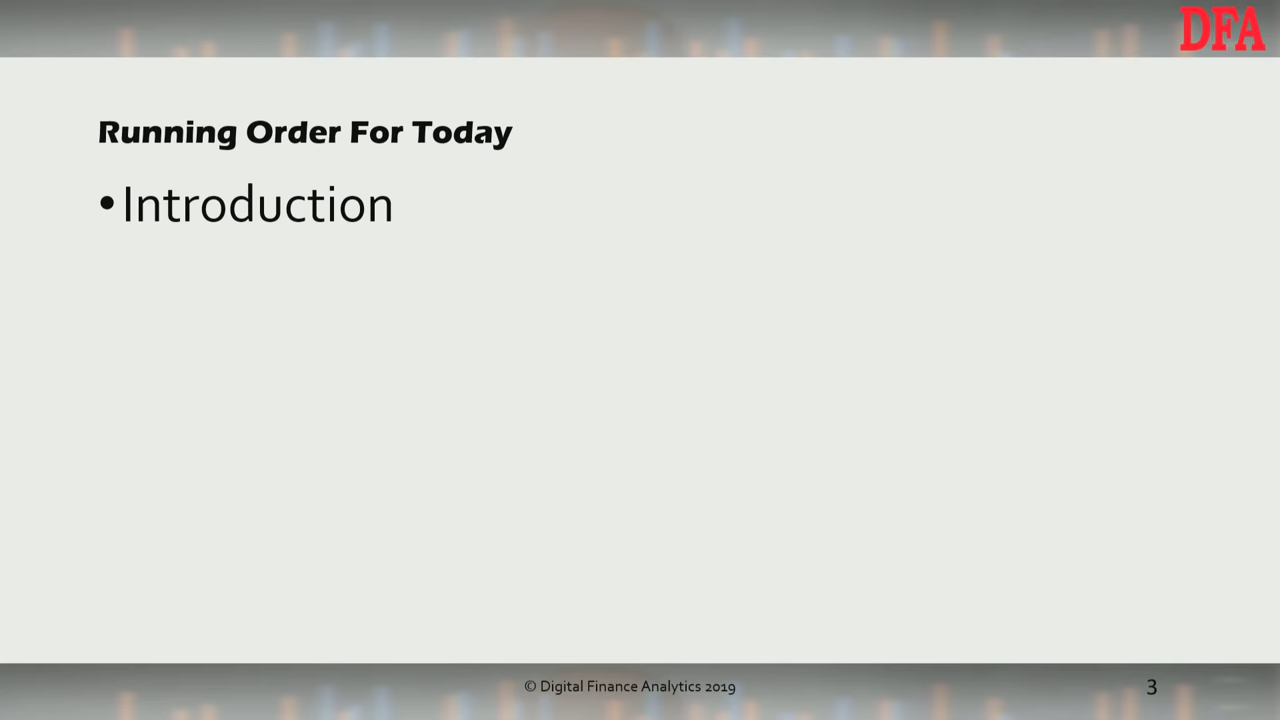 DFA
Running Order For Today
• Introduction
© Digital Finance Analytics 2019
3